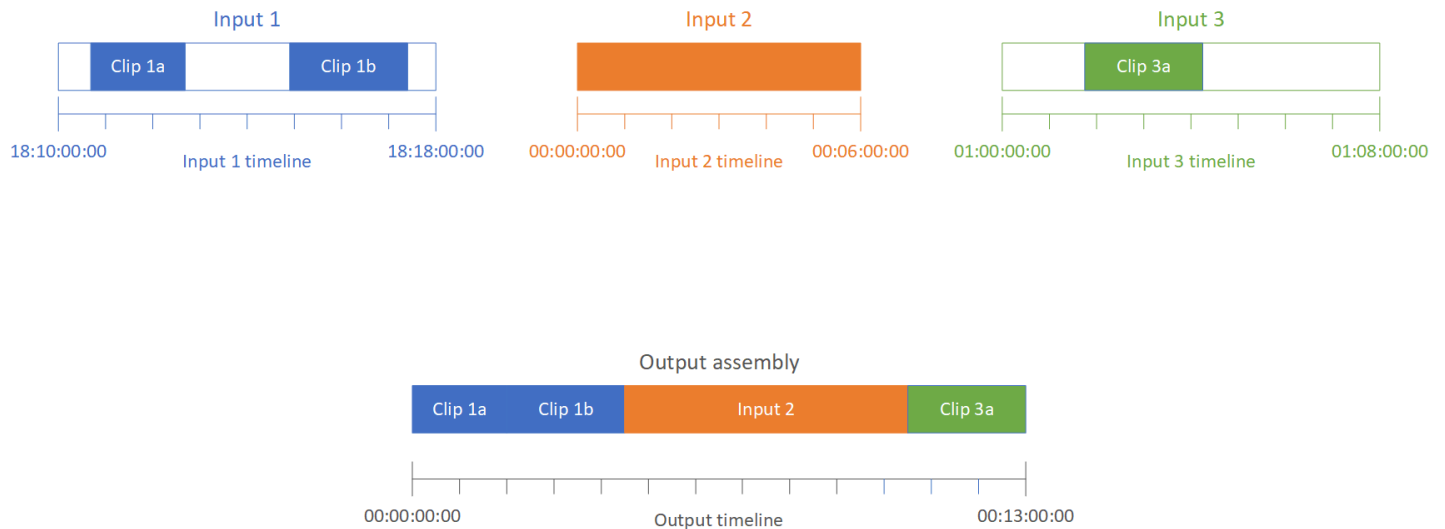 Input 1
Input 2
Input 3
Clip 1a
Clip 1b
Clip 3a
18:10:00:00
Input 1 timeline
18:18:00:00
00:00:00:00
Input 2 timeline
00:06:00:00
01:00:00:00
Input 3 timeline
01:08:00:00
Output assembly
Clip 1a
Clip 1b
Input 2
Clip 3a
00:00:00:00
Output timeline
00:13:00:00